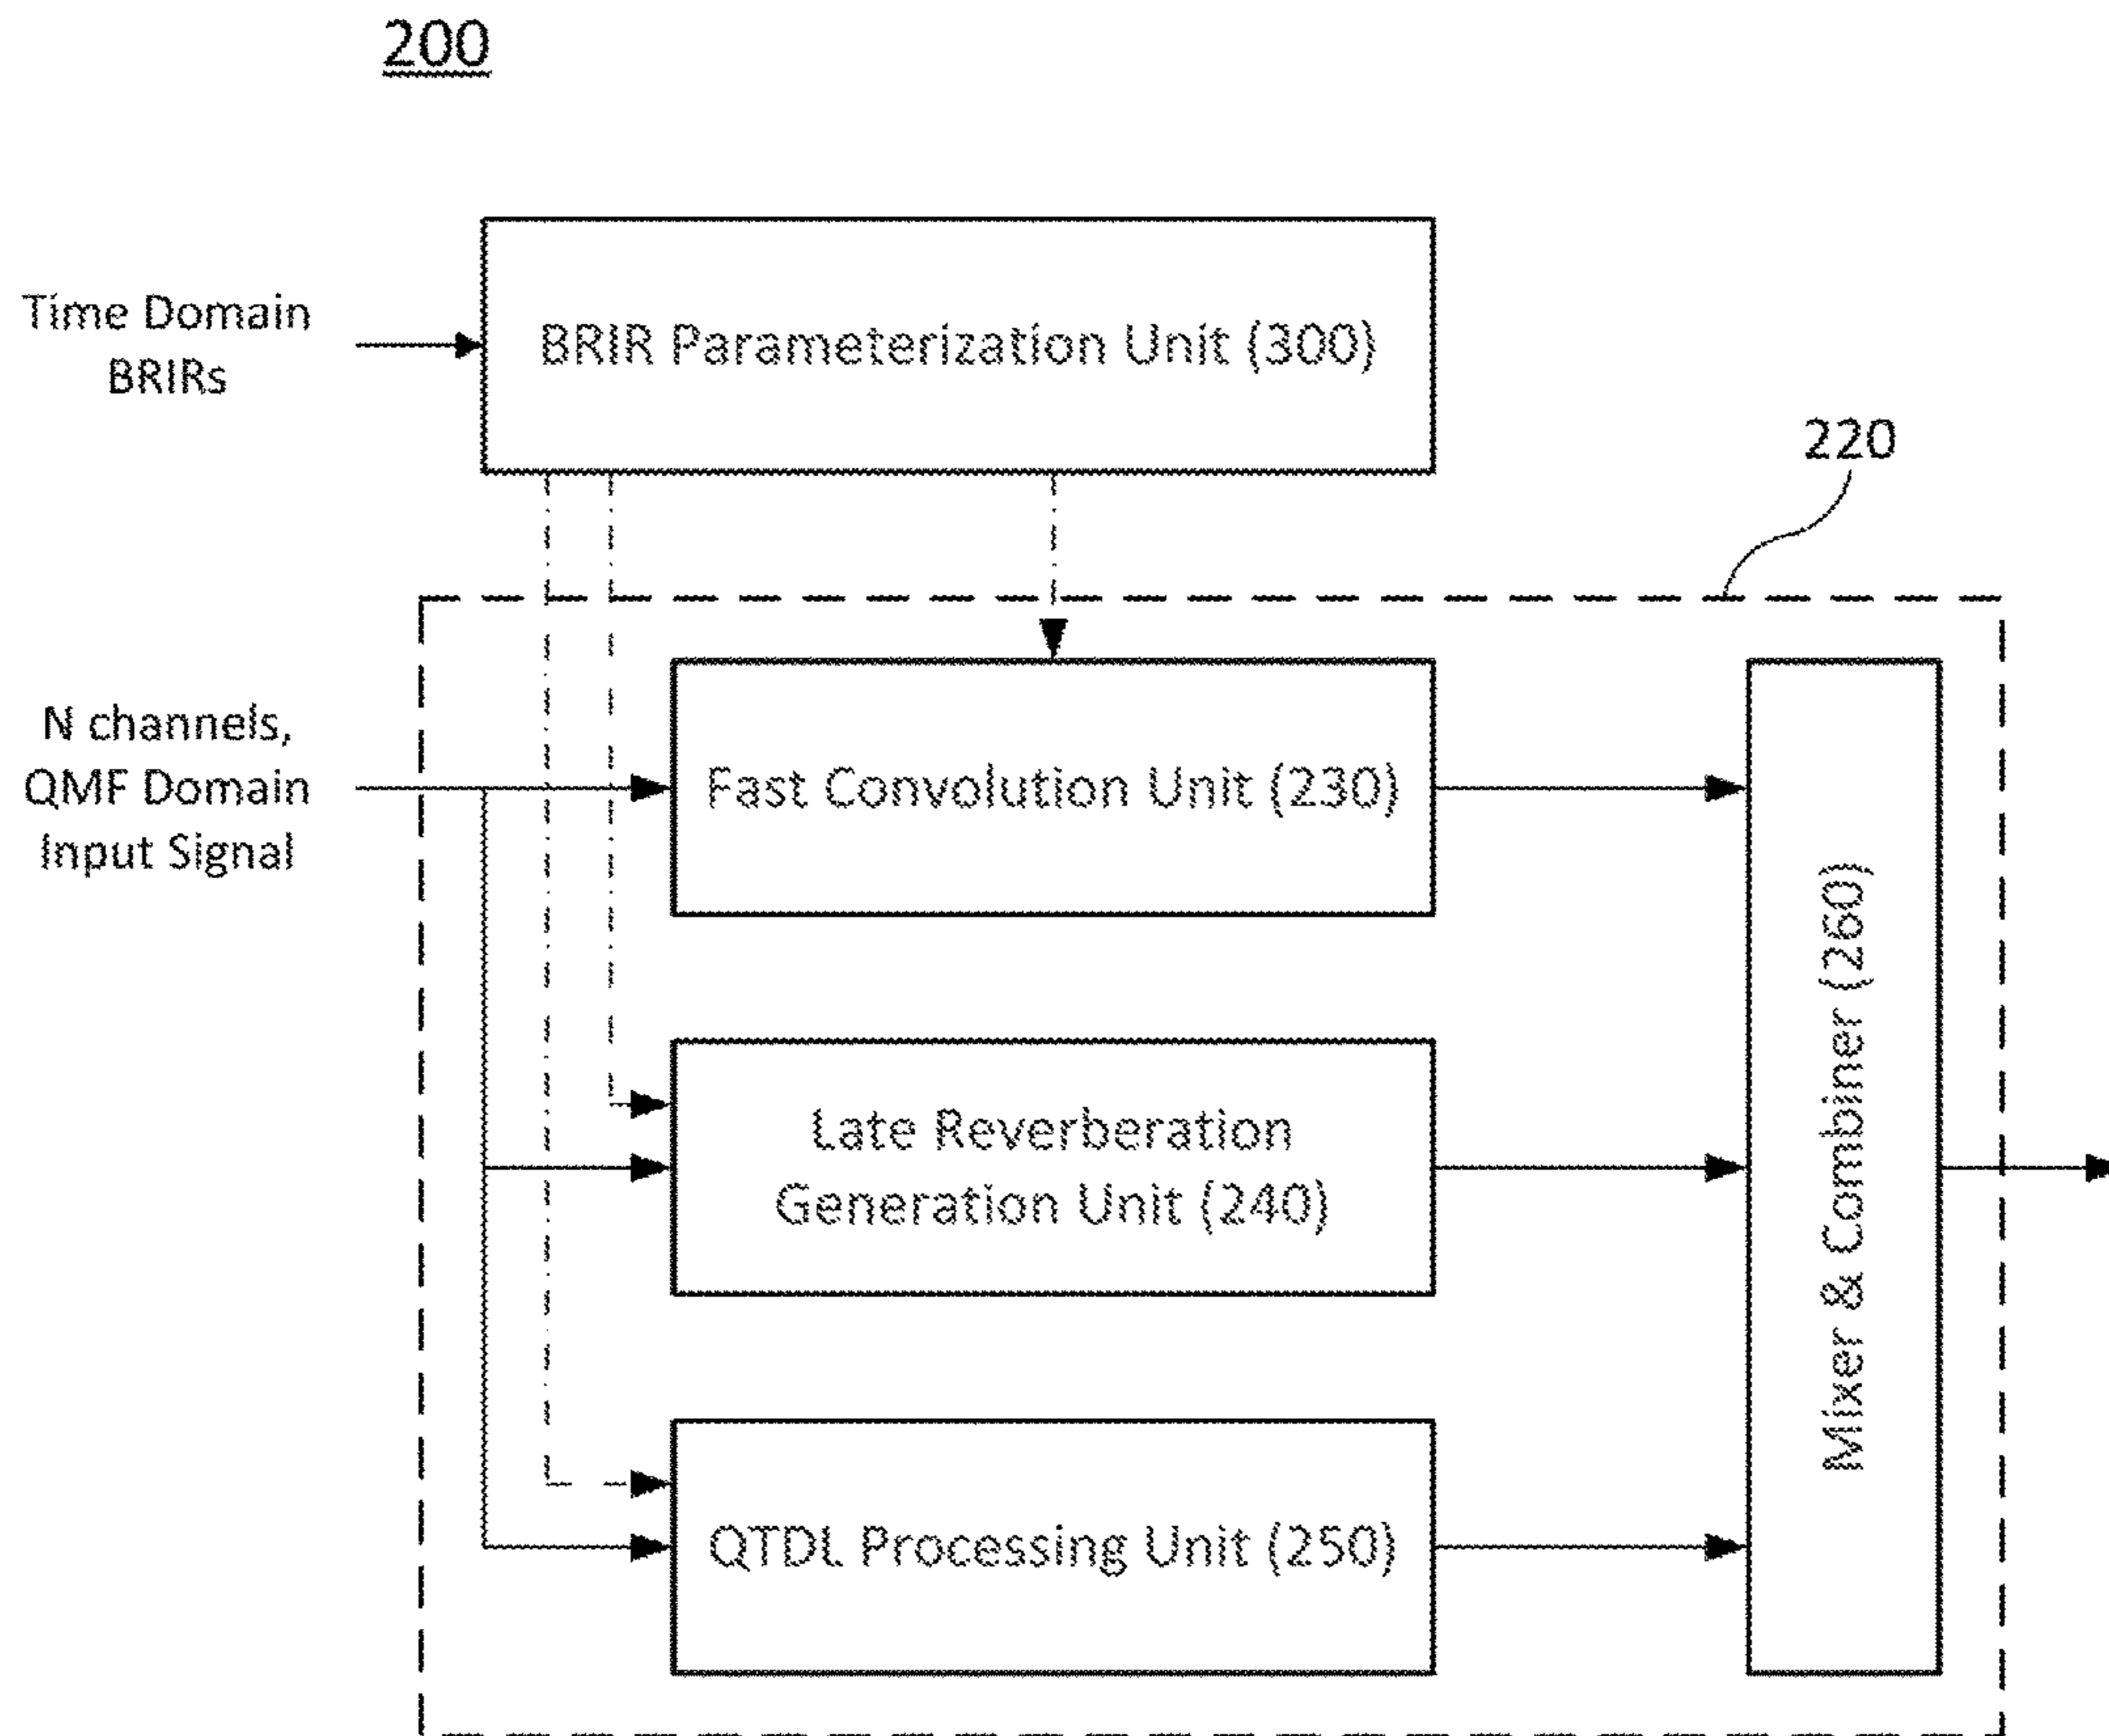 200
Time Domain
BRIRs
BRIR Parameterization Unit (300)
220
N channels,
QMF Domain
Input Signal
Fast Convolution Unit (230)
Late Reverberation
Generation Unit (240)
QTDL Processing Unit (250)
Mixer & Combiner (260)